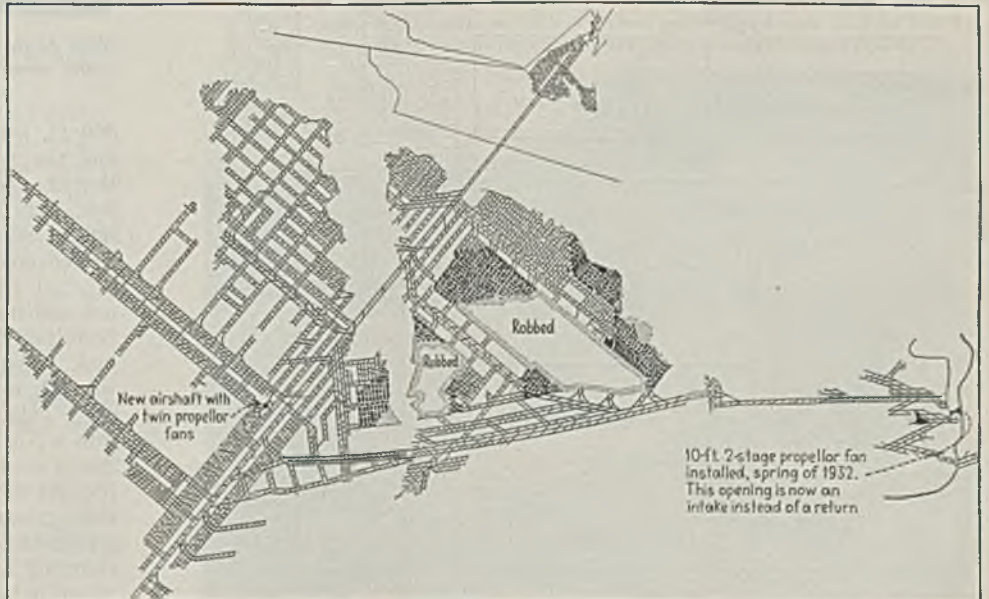 Robbed
Robbed
New airshaft with
twin propellor
fans
10-ft. 2-stage propellor fan
installed, spring of 1932.
This opening is now an
intake instead of a return